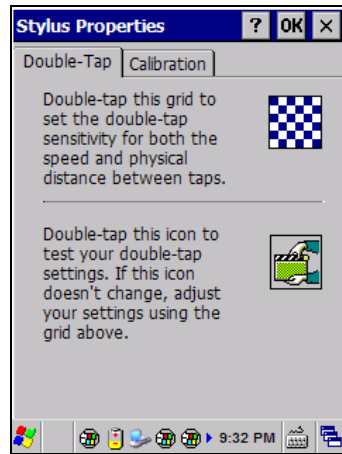 Stylus Properties ? OK ×
Double-Tap Calibration
Double-tap this grid to
set the double-tap
sensitivity for both the
speed and physical
distance between taps.
Double-tap this icon to
test your double-tap
settings. If this icon
doesn't change, adjust
your settings using the
grid above.
9:32 PM